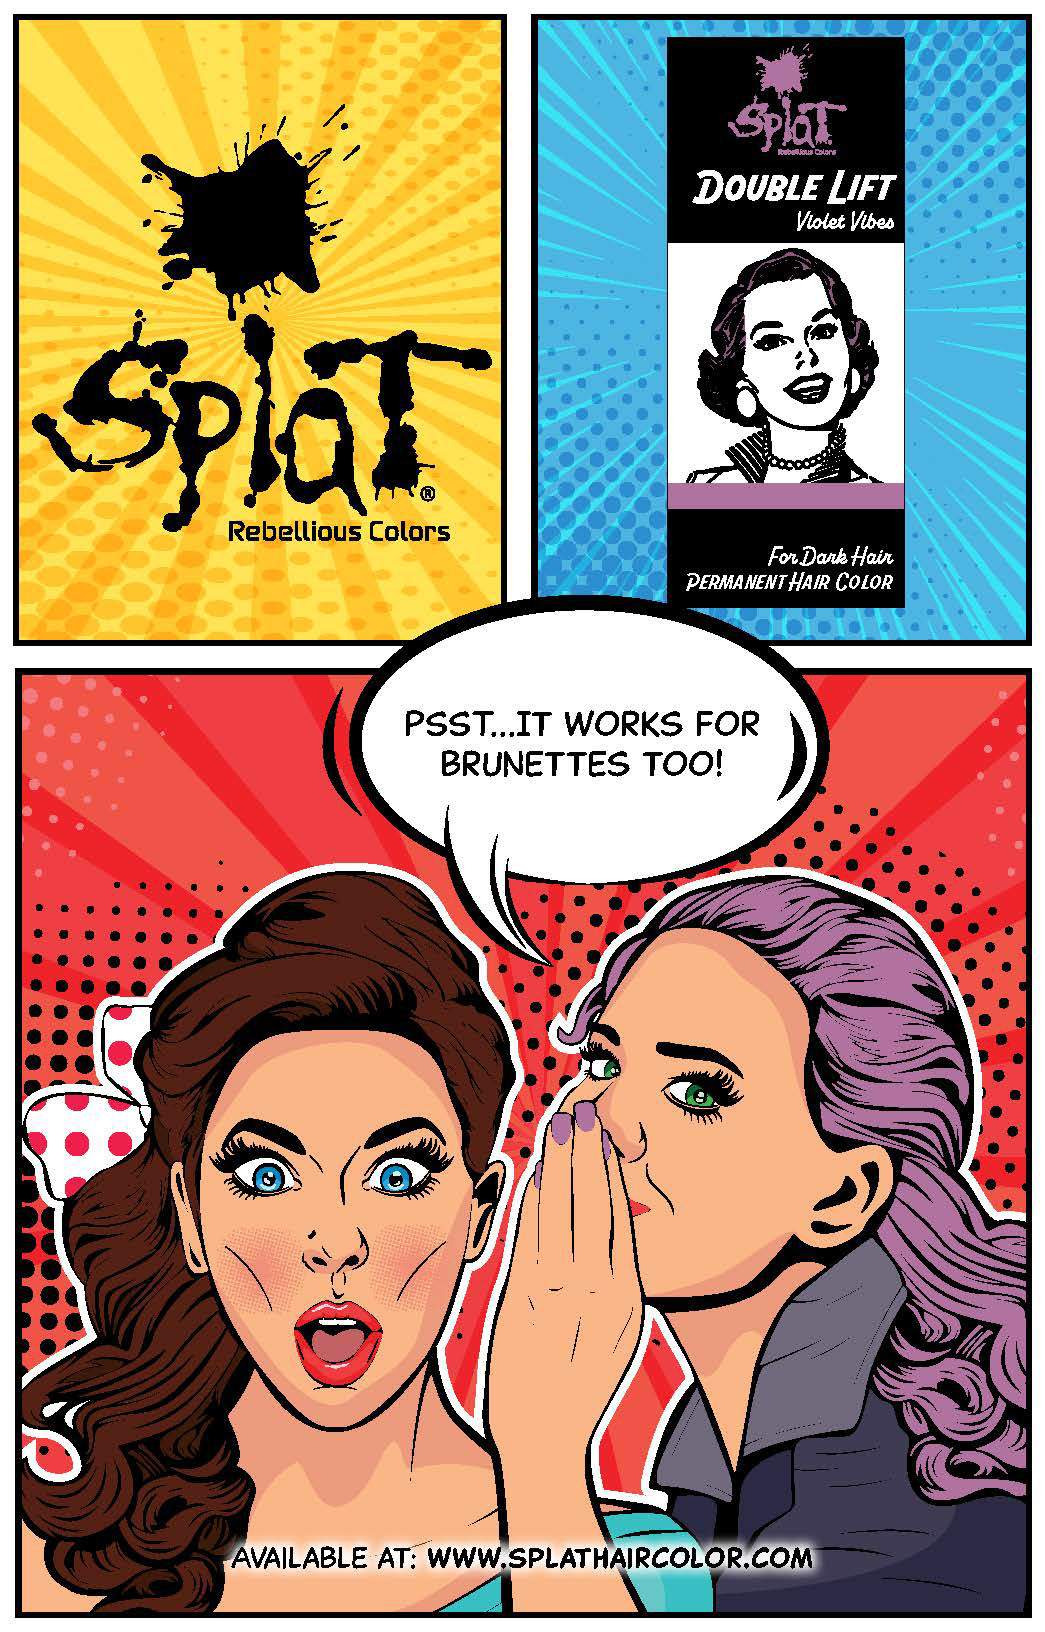 Splat®
Rebellious Colors
Splat
Rebellious Colors
DOUBLE LIFT
Violet Vibes
For Dark Hair
PERMANENT HAIR COLOR
PSST...IT WORKS FOR
BRUNETTES TOO!
AVAILABLE AT: WWW.SPLATHAIRCOLOR.COM